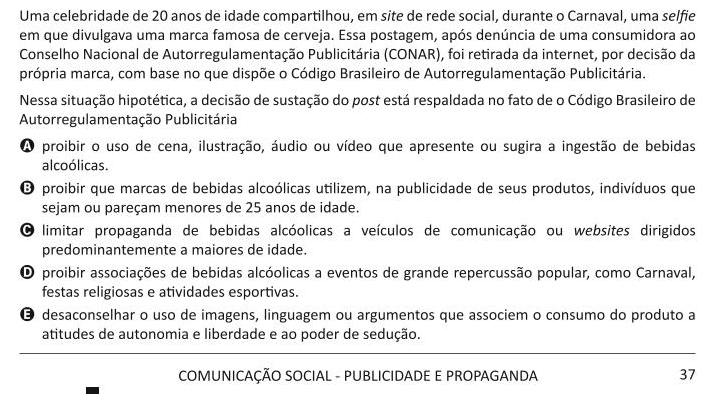 Uma celebridade de 20 anos de idade compartilhou, em site de rede social, durante o Carnaval, uma selfie
em que divulgava uma marca famosa de cerveja. Essa postagem, após denúncia de uma consumidora ao
Conselho Nacional de Autorregulamentação Publicitária (CONAR), foi retirada da internet, por decisão da
própria marca, com base no que dispõe o Código Brasileiro de Autorregulamentação Publicitária.
Nessa situação hipotética, a decisão de sustação do post está respaldada no fato de o Código Brasileiro de
Autorregulamentação Publicitária
A proibir o uso de cena, ilustração, áudio ou vídeo que apresente ou sugira a ingestão de bebidas
alcoólicas.
B proibir que marcas de bebidas alcoólicas utilizem, na publicidade de seus produtos, indivíduos que
sejam ou pareçam menores de 25 anos de idade.
C limitar propaganda de bebidas alcóolicas a veículos de comunicação ou websites dirigidos
predominantemente a maiores de idade.
D proibir associações de bebidas alcóolicas a eventos de grande repercussão popular, como Carnaval,
festas religiosas e atividades esportivas.
E desaconselhar o uso de imagens, linguagem ou argumentos que associem o consumo do produto a
atitudes de autonomia e liberdade e ao poder de sedução.
COMUNICAÇÃO SOCIAL - PUBLICIDADE E PROPAGANDA 37